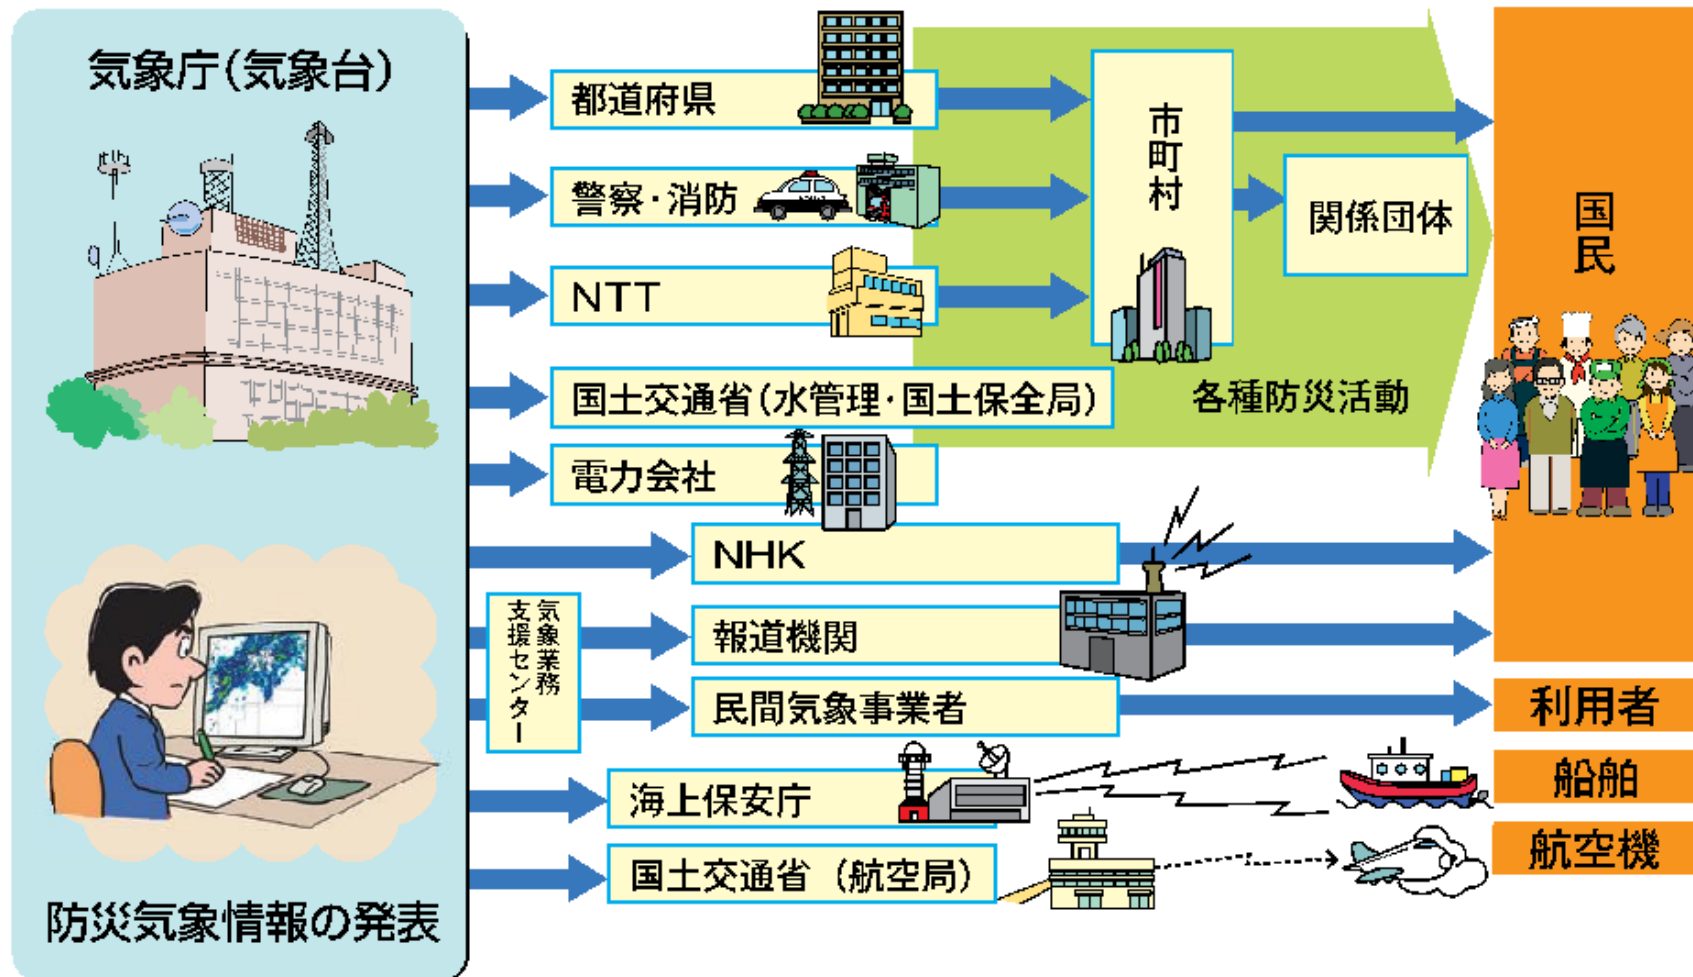 気象庁(気象台)
防災気象情報の発表
都道府県
警察・消防
NTT
国土交通省(水管理・国土保全局)
電力会社
NHK
気象業務
支援センター
報道機関
民間気象事業者
海上保安庁
国土交通省 (航空局)
市町村
関係団体
各種防災活動
国民
利用者
船舶
航空機